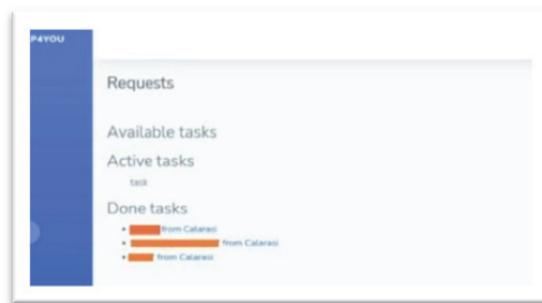 P4YOU
Requests
Available tasks
Active tasks
task
Done tasks
from Calarasi
from Calarasi
from Calarasi